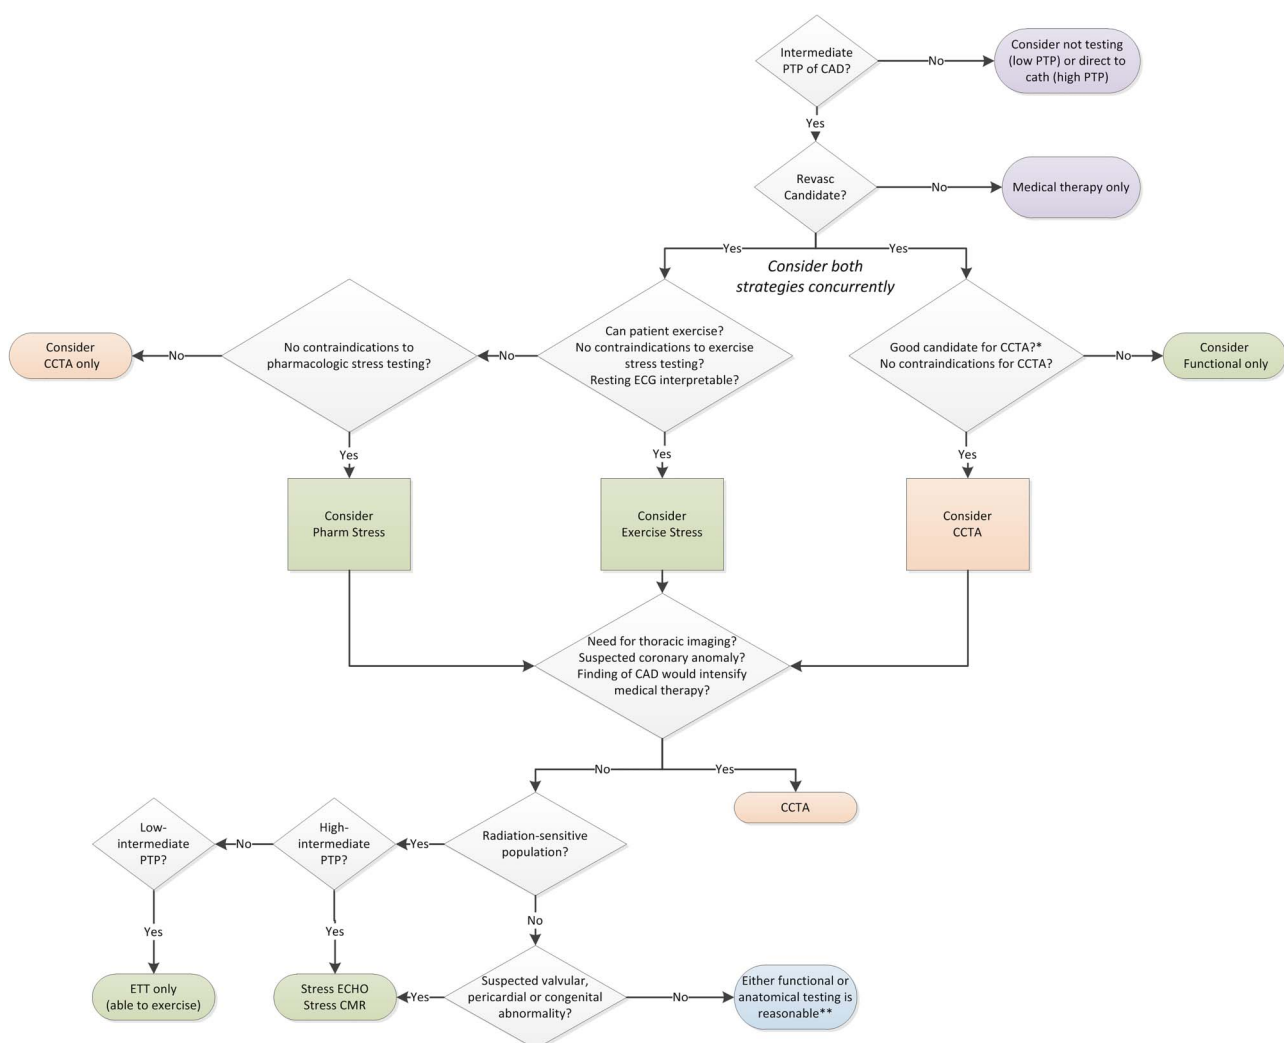 Intermediate
PTP of CAD?
No
Consider not testing
(low PTP) or direct to
cath (high PTP)
Yes
Revasc
Candidate?
No
Medical therapy only
Yes
Yes
Consider both
strategies concurrently
Consider
CCTA only
No
No contraindications to
pharmacologic stress testing?
No
Can patient exercise?
No contraindications to exercise
stress testing?
Resting ECG interpretable?
Good candidate for CCTA?*
No contraindications for CCTA?
No
Consider
Functional only
Yes
Yes
Yes
Consider
Pharm Stress
Consider
Exercise Stress
Consider
CCTA
Need for thoracic imaging?
Suspected coronary anomaly?
Finding of CAD would intensify
medical therapy?
No
Yes
CCTA
Low-
intermediate
PTP?
No
High-
intermediate
PTP?
Yes
Radiation-sensitive
population?
Yes
Yes
No
ETT only
(able to exercise)
Stress ECHO
Stress CMR
Yes
Suspected valvular,
pericardial or congenital
abnormality?
No
Either functional or
anatomical testing is
reasonable**